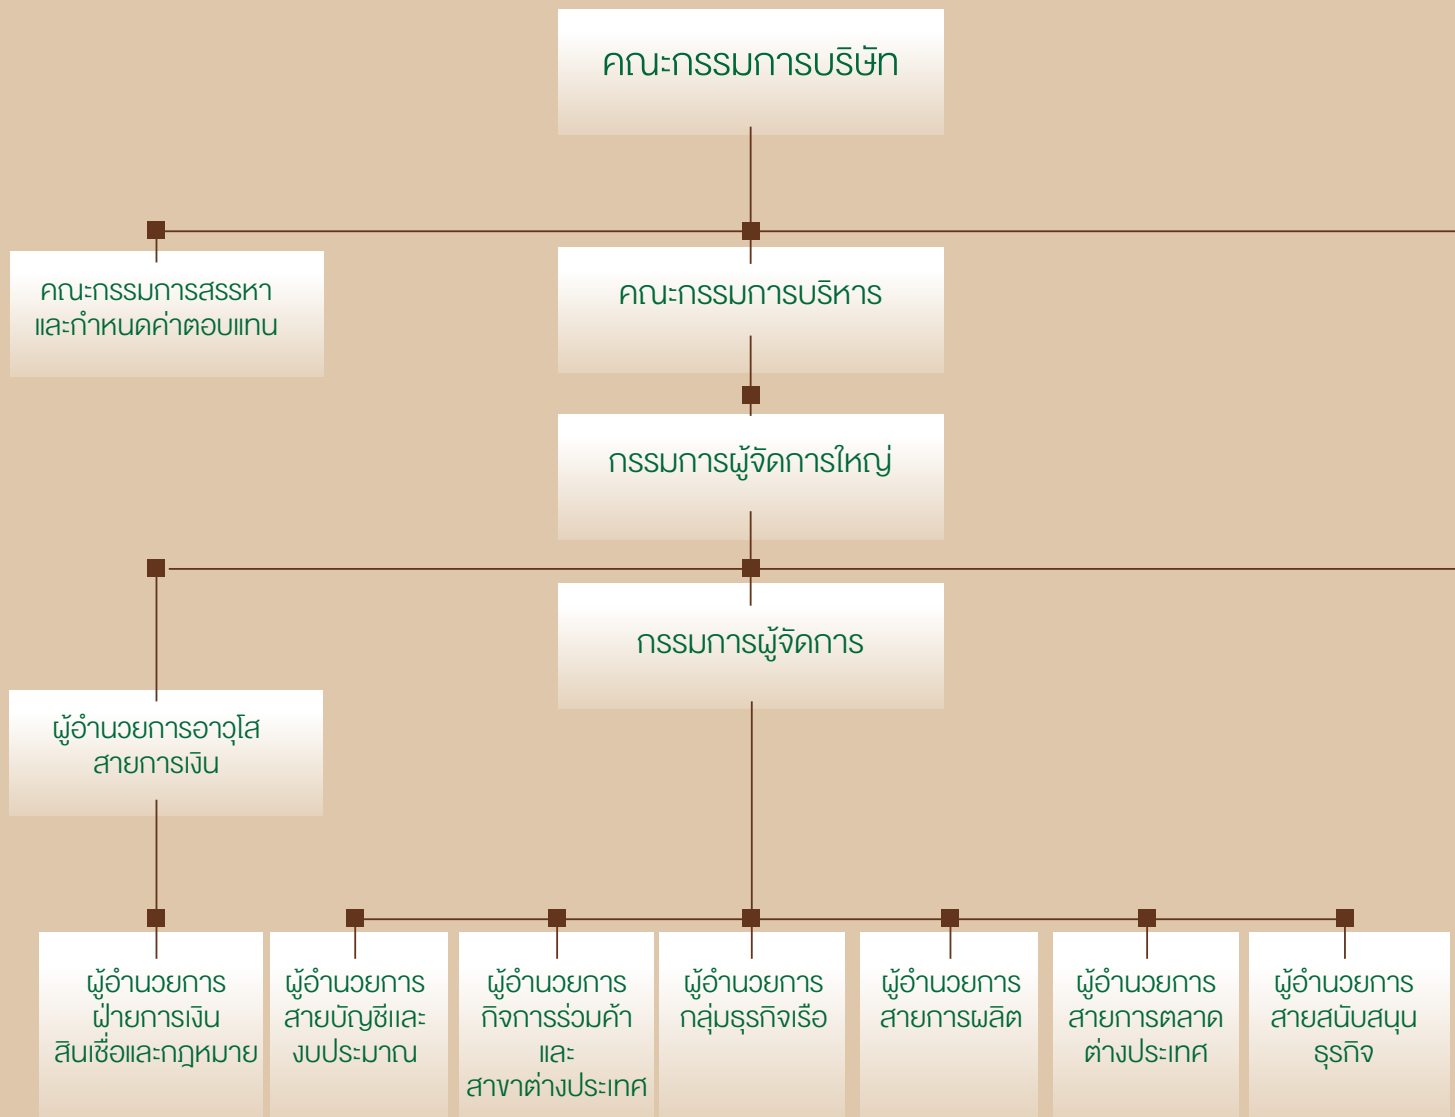 คณะกรรมการบริษัท
คณะกรรมการสรรหา
และกำหนดค่าตอบแทน
คณะกรรมการบริหาร
กรรมการผู้จัดการใหญ่
กรรมการผู้จัดการ
ผู้อำนวยการอาวุโส
สายการเงิน
ผู้อำนวยการ
ฝ่ายการเงิน
สินเชื่อและกฎหมาย
ผู้อำนวยการ
สายบัญชีและ
งบประมาณ
ผู้อำนวยการ
กิจการร่วมค้า
และ
สาขาต่างประเทศ
ผู้อำนวยการ
กลุ่มธุรกิจเรือ
ผู้อำนวยการ
สายการผลิต
ผู้อำนวยการ
สายการตลาด
ต่างประเทศ
ผู้อำนวยการ
สายสนับสนุน
ธุรกิจ